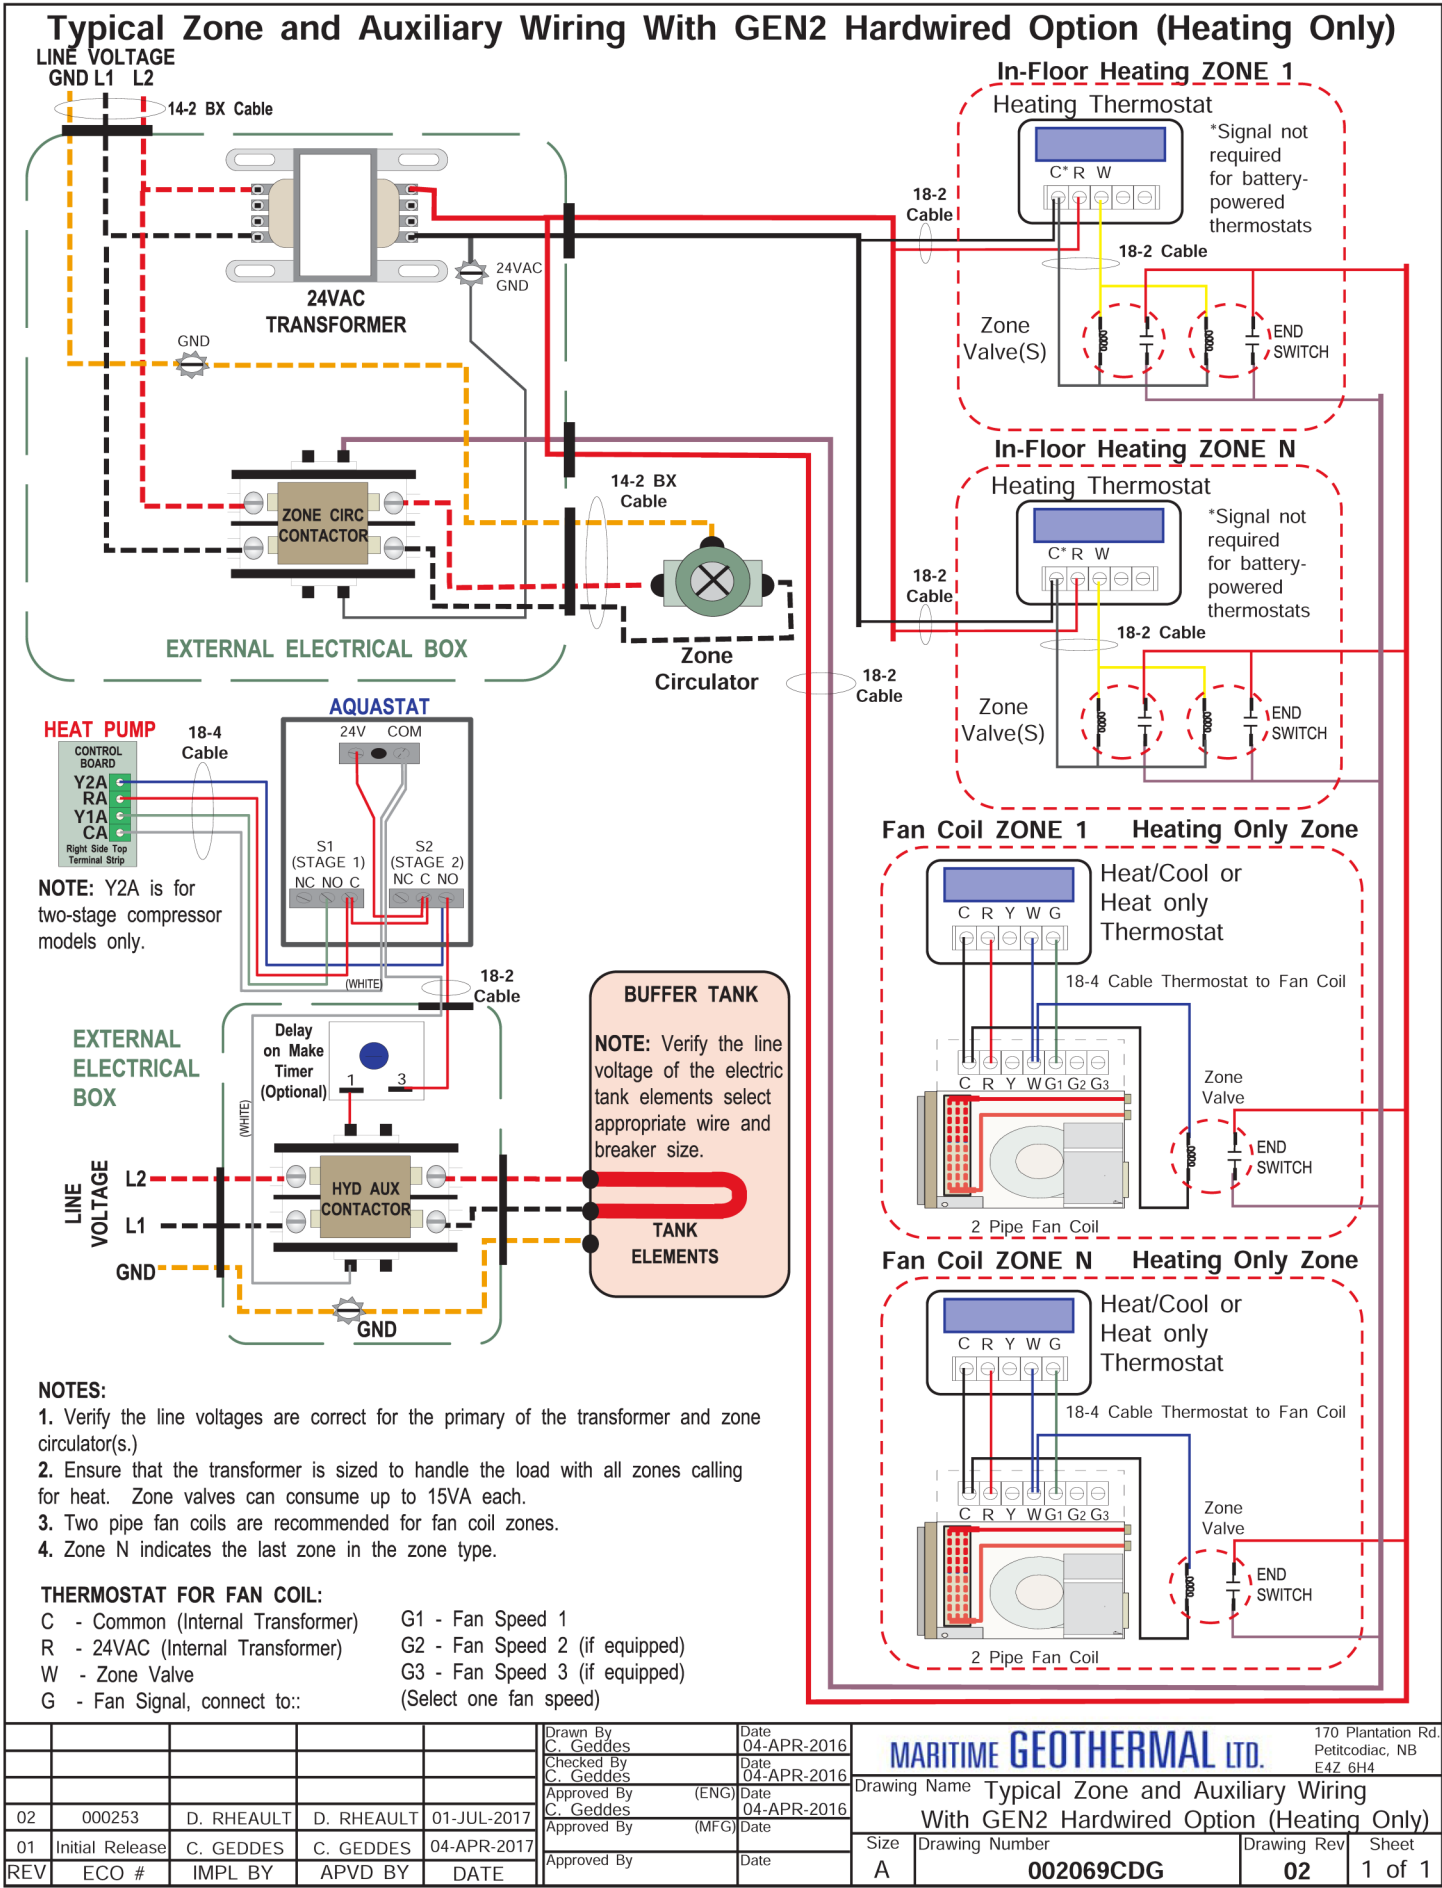 Typical Zone and Auxiliary Wiring With GEN2 Hardwired Option (Heating Only)
LINE VOLTAGE
GND L1 L2
14-2 BX Cable
24VAC
TRANSFORMER
24VAC
GND
GND
ZONE CIRC
CONTACTOR
EXTERNAL ELECTRICAL BOX
14-2 BX
Cable
Zone
Circulator
18-2
Cable
18-2
Cable
18-2
Cable
In-Floor Heating ZONE 1
Heating Thermostat
C* R W
*Signal not
required
for battery-
powered
thermostats
18-2 Cable
Zone
Valve(S)
END
SWITCH
In-Floor Heating ZONE N
Heating Thermostat
C* R W
*Signal not
required
for battery-
powered
thermostats
18-2 Cable
Zone
Valve(S)
END
SWITCH
HEAT PUMP
CONTROL
BOARD
Y2A
RA
Y1A
CA
Right Side Top
Terminal Strip
18-4
Cable
NOTE: Y2A is for
two-stage compressor
models only.
AQUASTAT
24V COM
S1
(STAGE 1)
NC NO C
S2
(STAGE 2)
NC C NO
(WHITE)
18-2
Cable
EXTERNAL
ELECTRICAL
BOX
Delay
on Make
Timer
(Optional)
1 3
(WHITE)
HYD AUX
CONTACTOR
LINE
VOLTAGE
L2
L1
GND
GND
BUFFER TANK
NOTE: Verify the line
voltage of the electric
tank elements select
appropriate wire and
breaker size.
TANK
ELEMENTS
Fan Coil ZONE 1 Heating Only Zone
C R Y W G
Heat/Cool or
Heat only
Thermostat
18-4 Cable Thermostat to Fan Coil
C R Y W G1 G2 G3
Zone
Valve
END
SWITCH
2 Pipe Fan Coil
Fan Coil ZONE N Heating Only Zone
C R Y W G
Heat/Cool or
Heat only
Thermostat
18-4 Cable Thermostat to Fan Coil
C R Y W G1 G2 G3
Zone
Valve
END
SWITCH
2 Pipe Fan Coil
NOTES:
1. Verify the line voltages are correct for the primary of the transformer and zone
circulator(s.)
2. Ensure that the transformer is sized to handle the load with all zones calling
for heat. Zone valves can consume up to 15VA each.
3. Two pipe fan coils are recommended for fan coil zones.
4. Zone N indicates the last zone in the zone type.
THERMOSTAT FOR FAN COIL:
C - Common (Internal Transformer)
R - 24VAC (Internal Transformer)
W - Zone Valve
G - Fan Signal, connect to::
G1 - Fan Speed 1
G2 - Fan Speed 2 (if equipped)
G3 - Fan Speed 3 (if equipped)
(Select one fan speed)
02 000253 D. RHEAULT D. RHEAULT 01-JUL-2017
01 Initial Release C. GEDDES C. GEDDES 04-APR-2017
REV ECO # IMPL BY APVD BY DATE
Drawn By Date
C. Geddes 04-APR-2016
Checked By Date
C. Geddes 04-APR-2016
Approved By (ENG) Date
C. Geddes 04-APR-2016
Approved By (MFG) Date
Approved By Date
MARITIME GEOTHERMAL LTD.
170 Plantation Rd.
Petitcodiac, NB
E4Z 6H4
Drawing Name Typical Zone and Auxiliary Wiring
With GEN2 Hardwired Option (Heating Only)
Size Drawing Number Drawing Rev Sheet
A 002069CDG 02 1 of 1